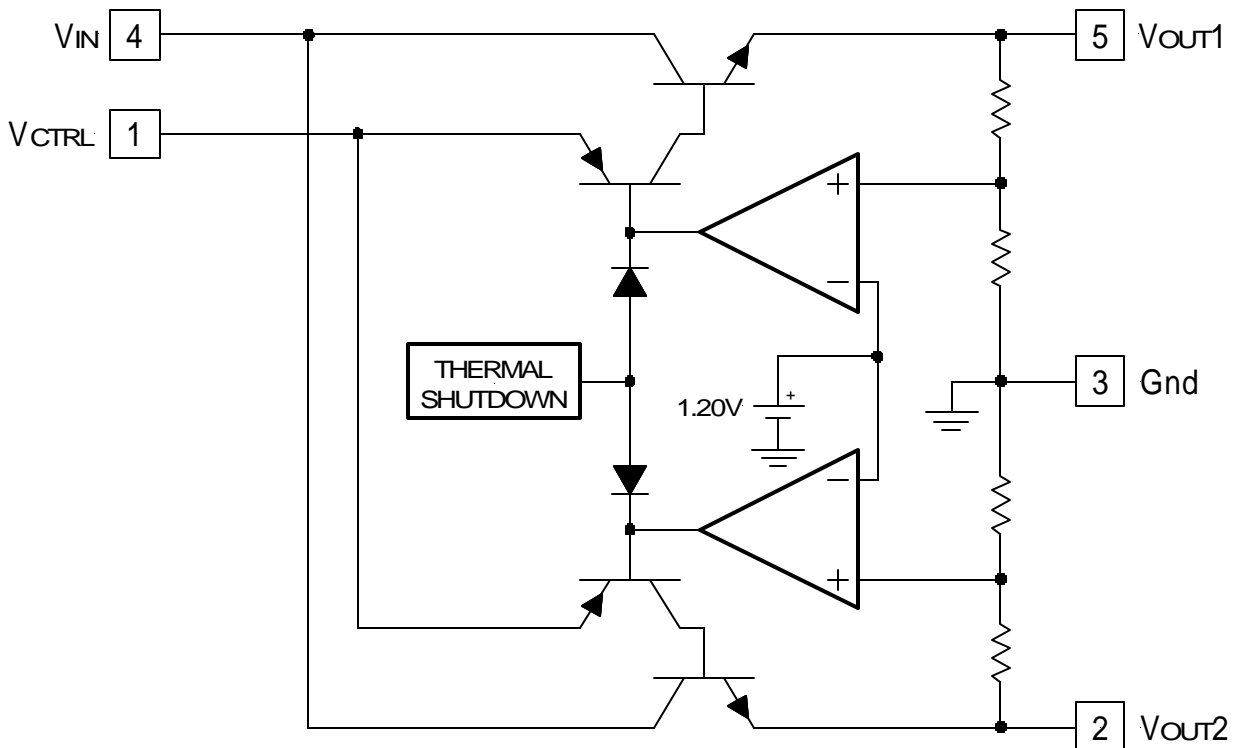 VIN 4
5 VOUT1
VCTRL 1
+
−
THERMAL
SHUTDOWN
3 Gnd
+
1.20V
−
+
2 VOUT2